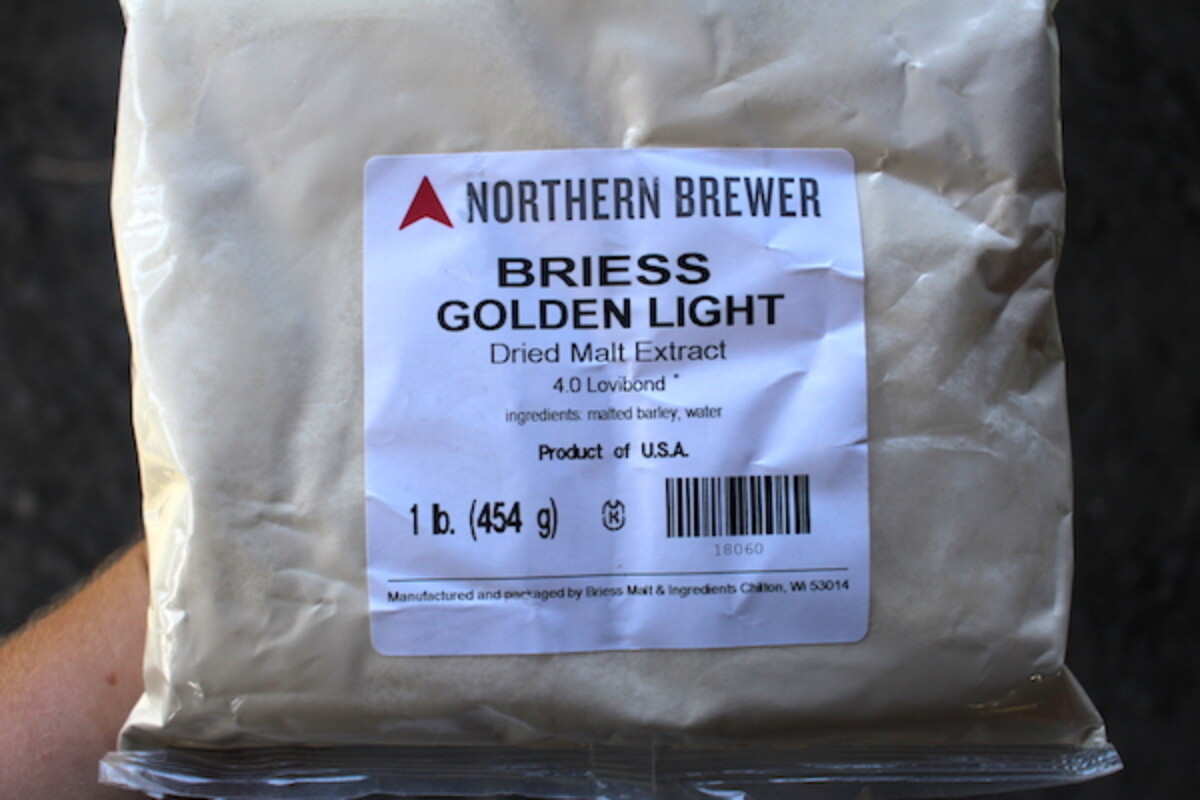 NORTHERN BREWER
BRIESS
GOLDEN LIGHT
Dried Malt Extract
4.0 Lovibond °
ingredients: malted barley, water
Product of U.S.A.
1 lb. (454 g)
K
18060
Manufactured and packaged by Briess Malt & Ingredients Chilton, WI 53014